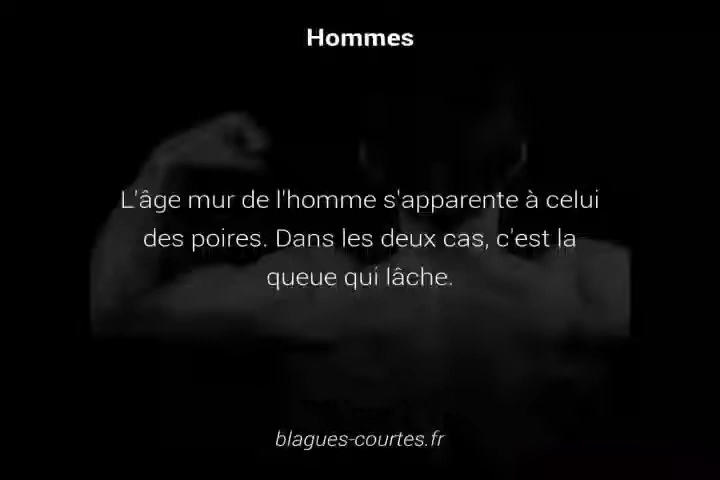 Hommes
L'âge mur de l'homme s'apparente à celui
des poires. Dans les deux cas, c'est la
queue qui lâche.
blagues-courtes.fr